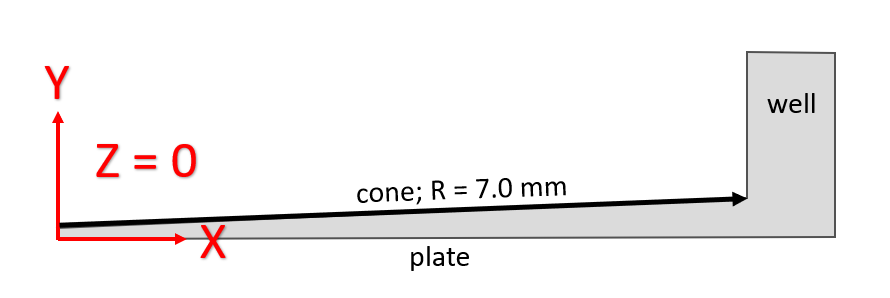 Y
Z = 0
well
cone; R = 7.0 mm
X
plate